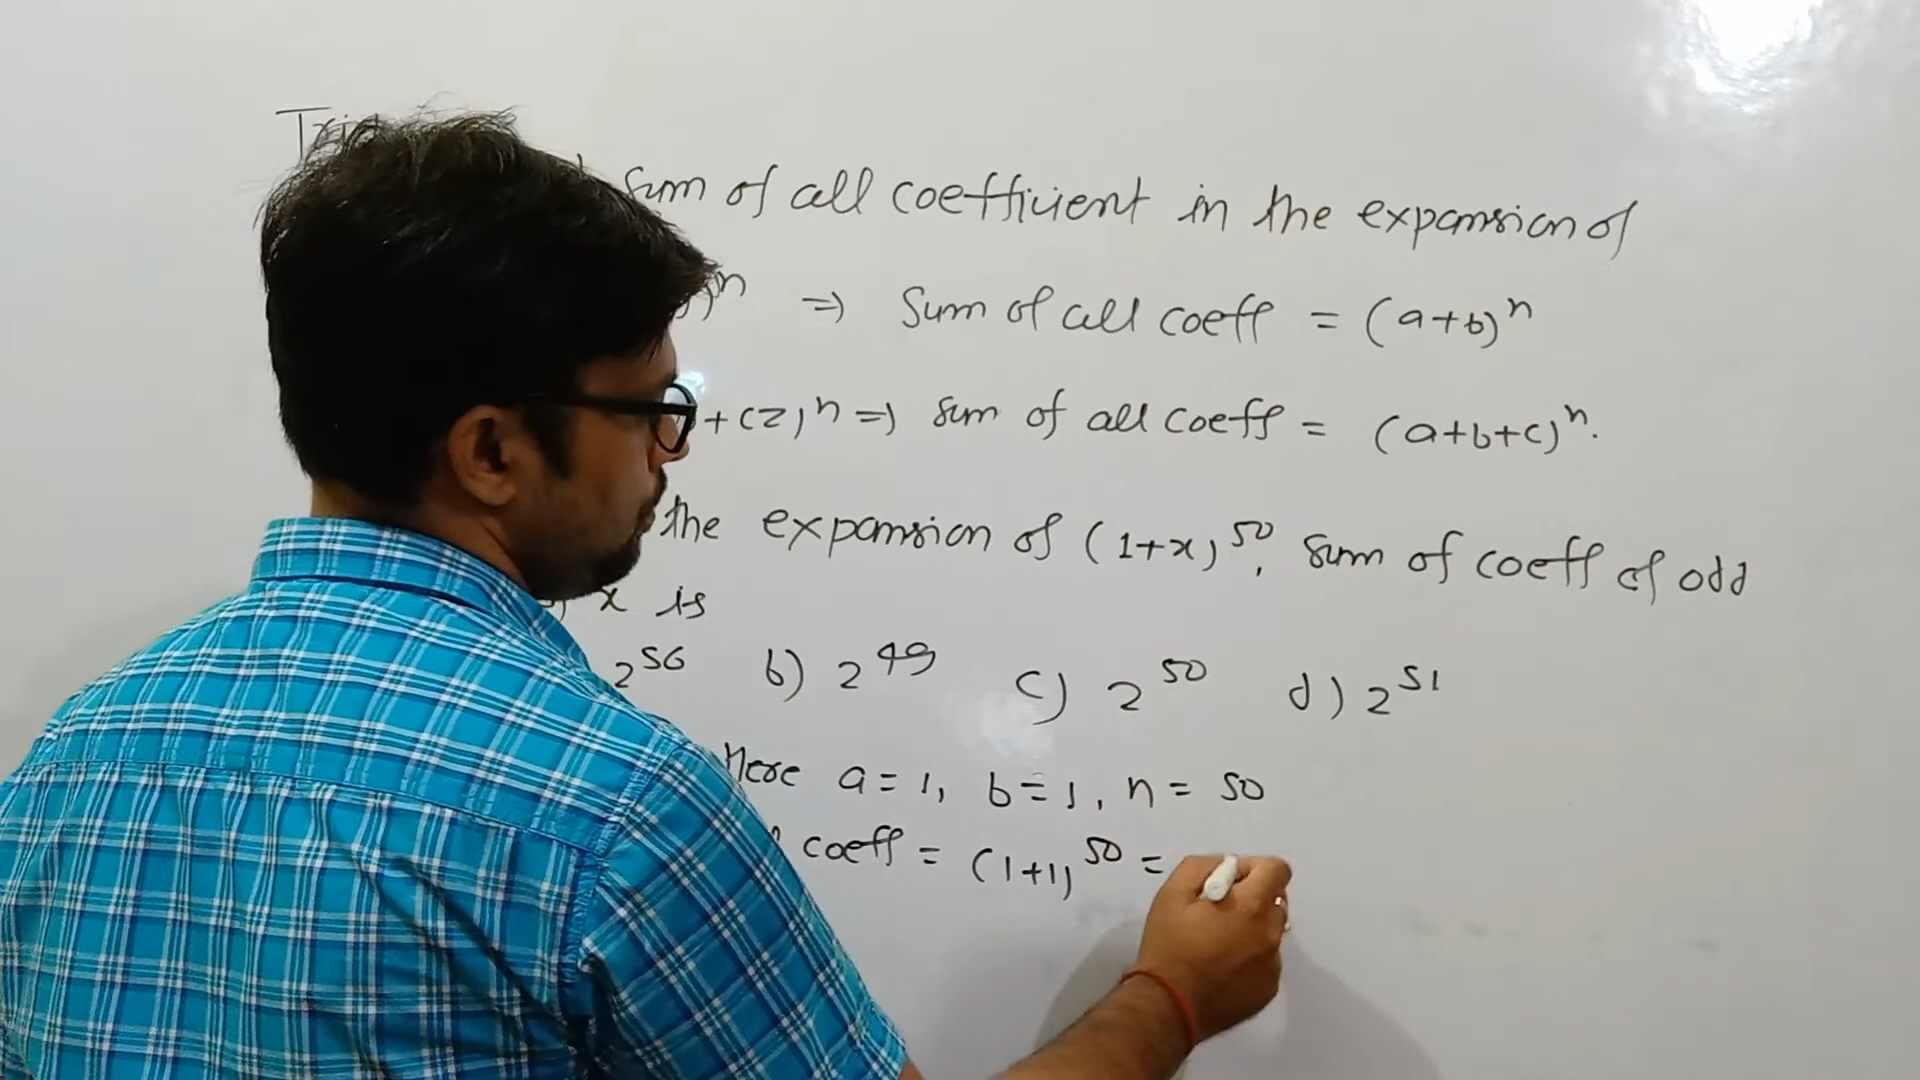 sum of all coefficient in the expansion of
)ⁿ ⇒ Sum of all coeff = (a+b)ⁿ
+cz)ⁿ ⇒ sum of all coeff = (a+b+c)ⁿ.
the expansion of (1+x)⁵⁰, sum of coeff of odd
x is
2⁵⁶ b) 2⁴⁹ c) 2⁵⁰ d) 2⁵¹
Here a=1, b=1, n=50
coeff = (1+1)⁵⁰ =